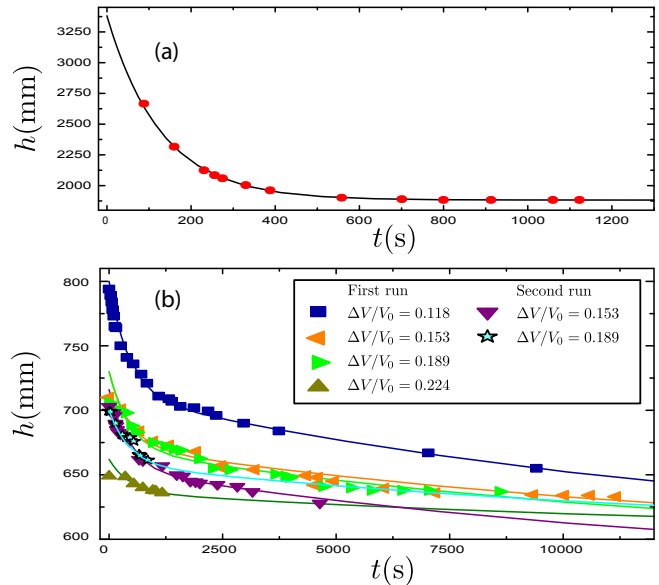 (a)
3250
2750
2500
2250
2000
h(mm)
0
200
400
600
800
1000
1200
t(s)
(b)
800
750
700
650
600
h(mm)
First run
Second run
ΔV/V₀ = 0.118
ΔV/V₀ = 0.153
ΔV/V₀ = 0.153
ΔV/V₀ = 0.189
ΔV/V₀ = 0.189
ΔV/V₀ = 0.224
0
2500
5000
7500
10000
t(s)